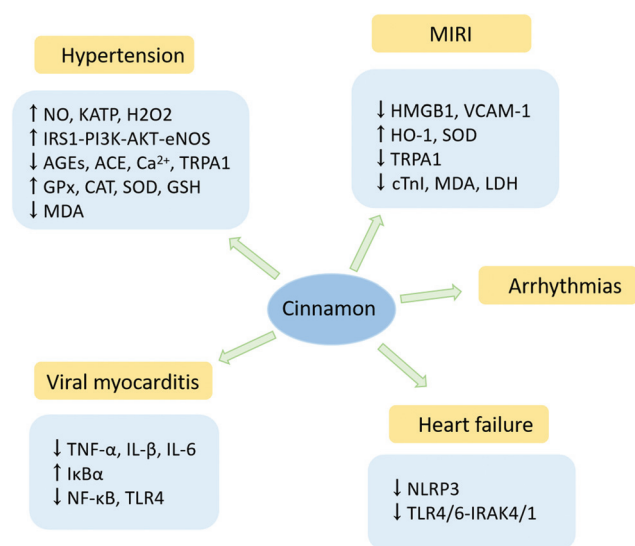 Hypertension
↑ NO, KATP, H2O2
↑ IRS1-PI3K-AKT-eNOS
↓ AGEs, ACE, Ca²⁺, TRPA1
↑ GPx, CAT, SOD, GSH
↓ MDA
MIRI
↓ HMGB1, VCAM-1
↑ HO-1, SOD
↓ TRPA1
↓ cTnI, MDA, LDH
Cinnamon
Arrhythmias
Viral myocarditis
↓ TNF-α, IL-β, IL-6
↑ IκBα
↓ NF-κB, TLR4
Heart failure
↓ NLRP3
↓ TLR4/6-IRAK4/1